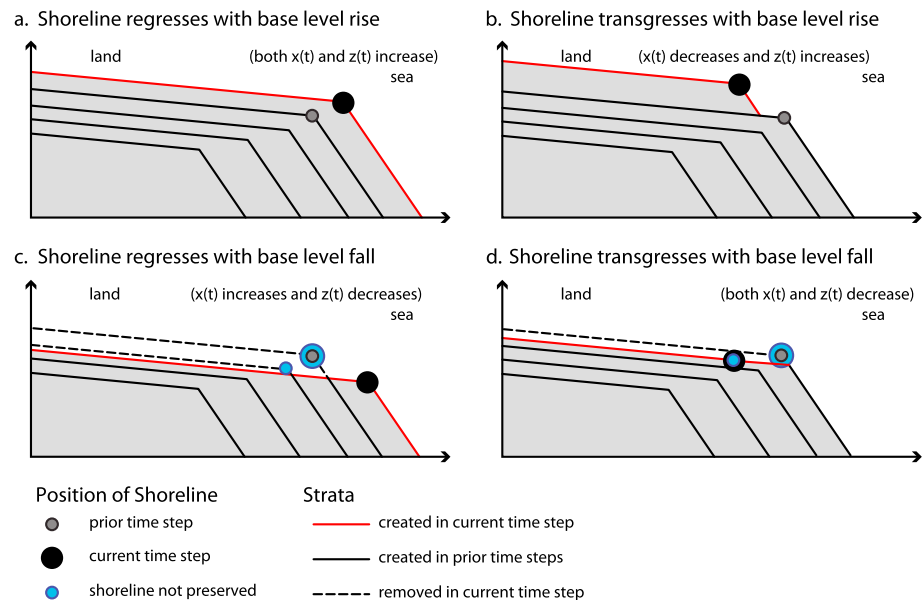 a. Shoreline regresses with base level rise
land
(both x(t) and z(t) increase)
sea
b. Shoreline transgresses with base level rise
land
(x(t) decreases and z(t) increases)
sea
c. Shoreline regresses with base level fall
land
(x(t) increases and z(t) decreases)
sea
d. Shoreline transgresses with base level fall
land
(both x(t) and z(t) decrease)
sea
Position of Shoreline
prior time step
current time step
shoreline not preserved
Strata
created in current time step
created in prior time steps
removed in current time step